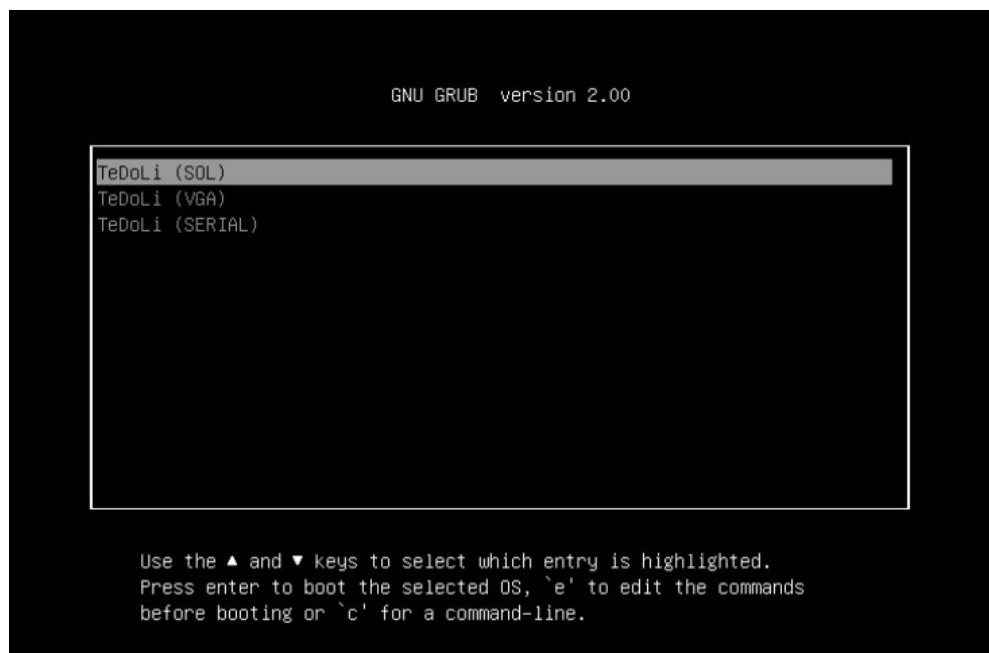 GNU GRUB version 2.00
TeDoLi (SOL)
TeDoLi (VGA)
TeDoLi (SERIAL)
Use the ▲ and ▼ keys to select which entry is highlighted.
Press enter to boot the selected OS, `e' to edit the commands
before booting or `c' for a command-line.